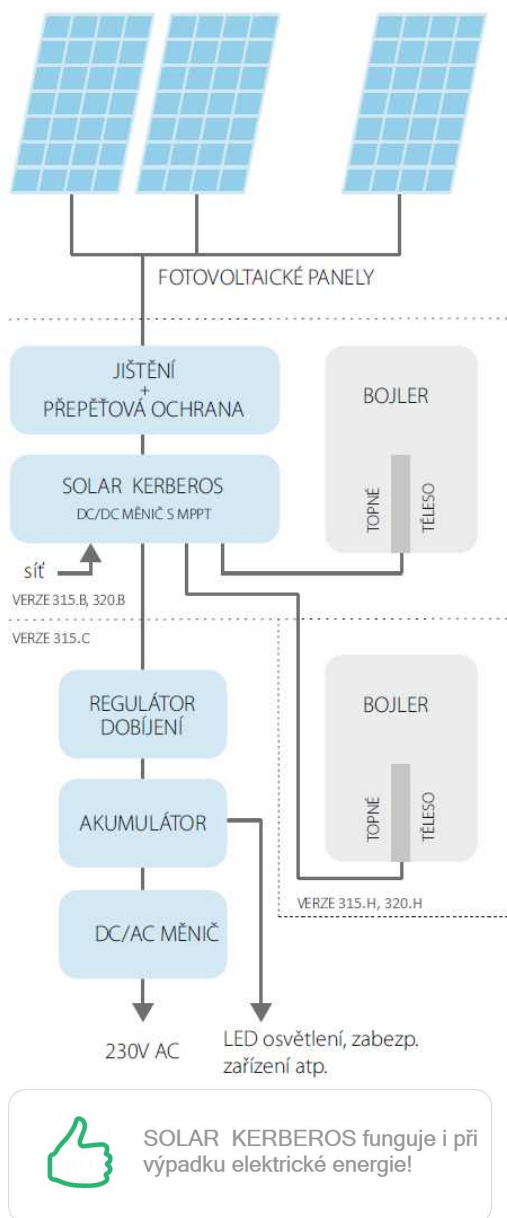 FOTOVOLTAICKÉ PANELY
JIŠTĚNÍ
+
PŘEPĚŤOVÁ OCHRANA
BOJLER
TOPNÉ
TĚLESO
SOLAR KERBEROS
DC/DC MĚNIČ S MPPT
síť
VERZE 315.B, 320.B
VERZE 315.C
REGULÁTOR
DOBÍJENÍ
BOJLER
TOPNÉ
TĚLESO
AKUMULÁTOR
VERZE 315.H, 320.H
DC/AC MĚNIČ
230V AC
LED osvětlení, zabezp.
zařízení atp.
SOLAR KERBEROS funguje i při
výpadku elektrické energie!